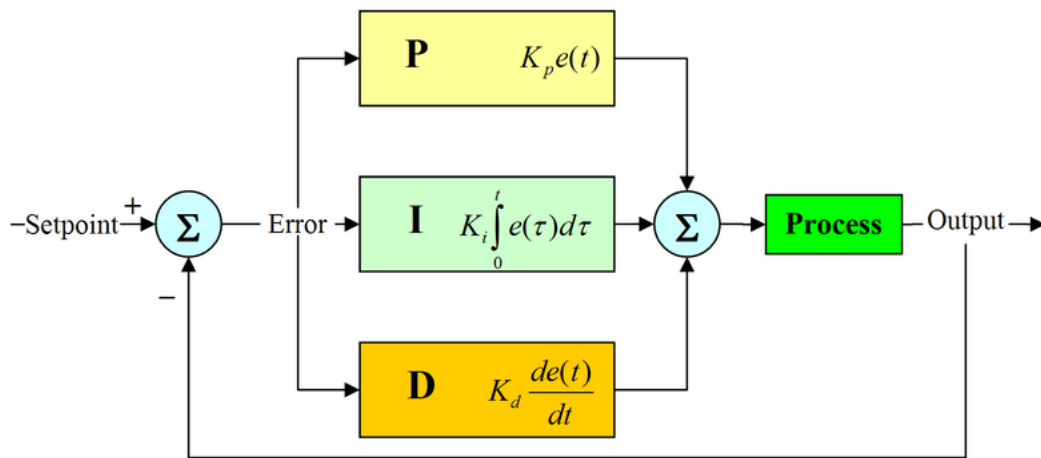 P K_p e(t)
–Setpoint + Σ Error I K_i ∫_0^t e(τ)dτ Σ Process Output
–
D K_d de(t)/dt